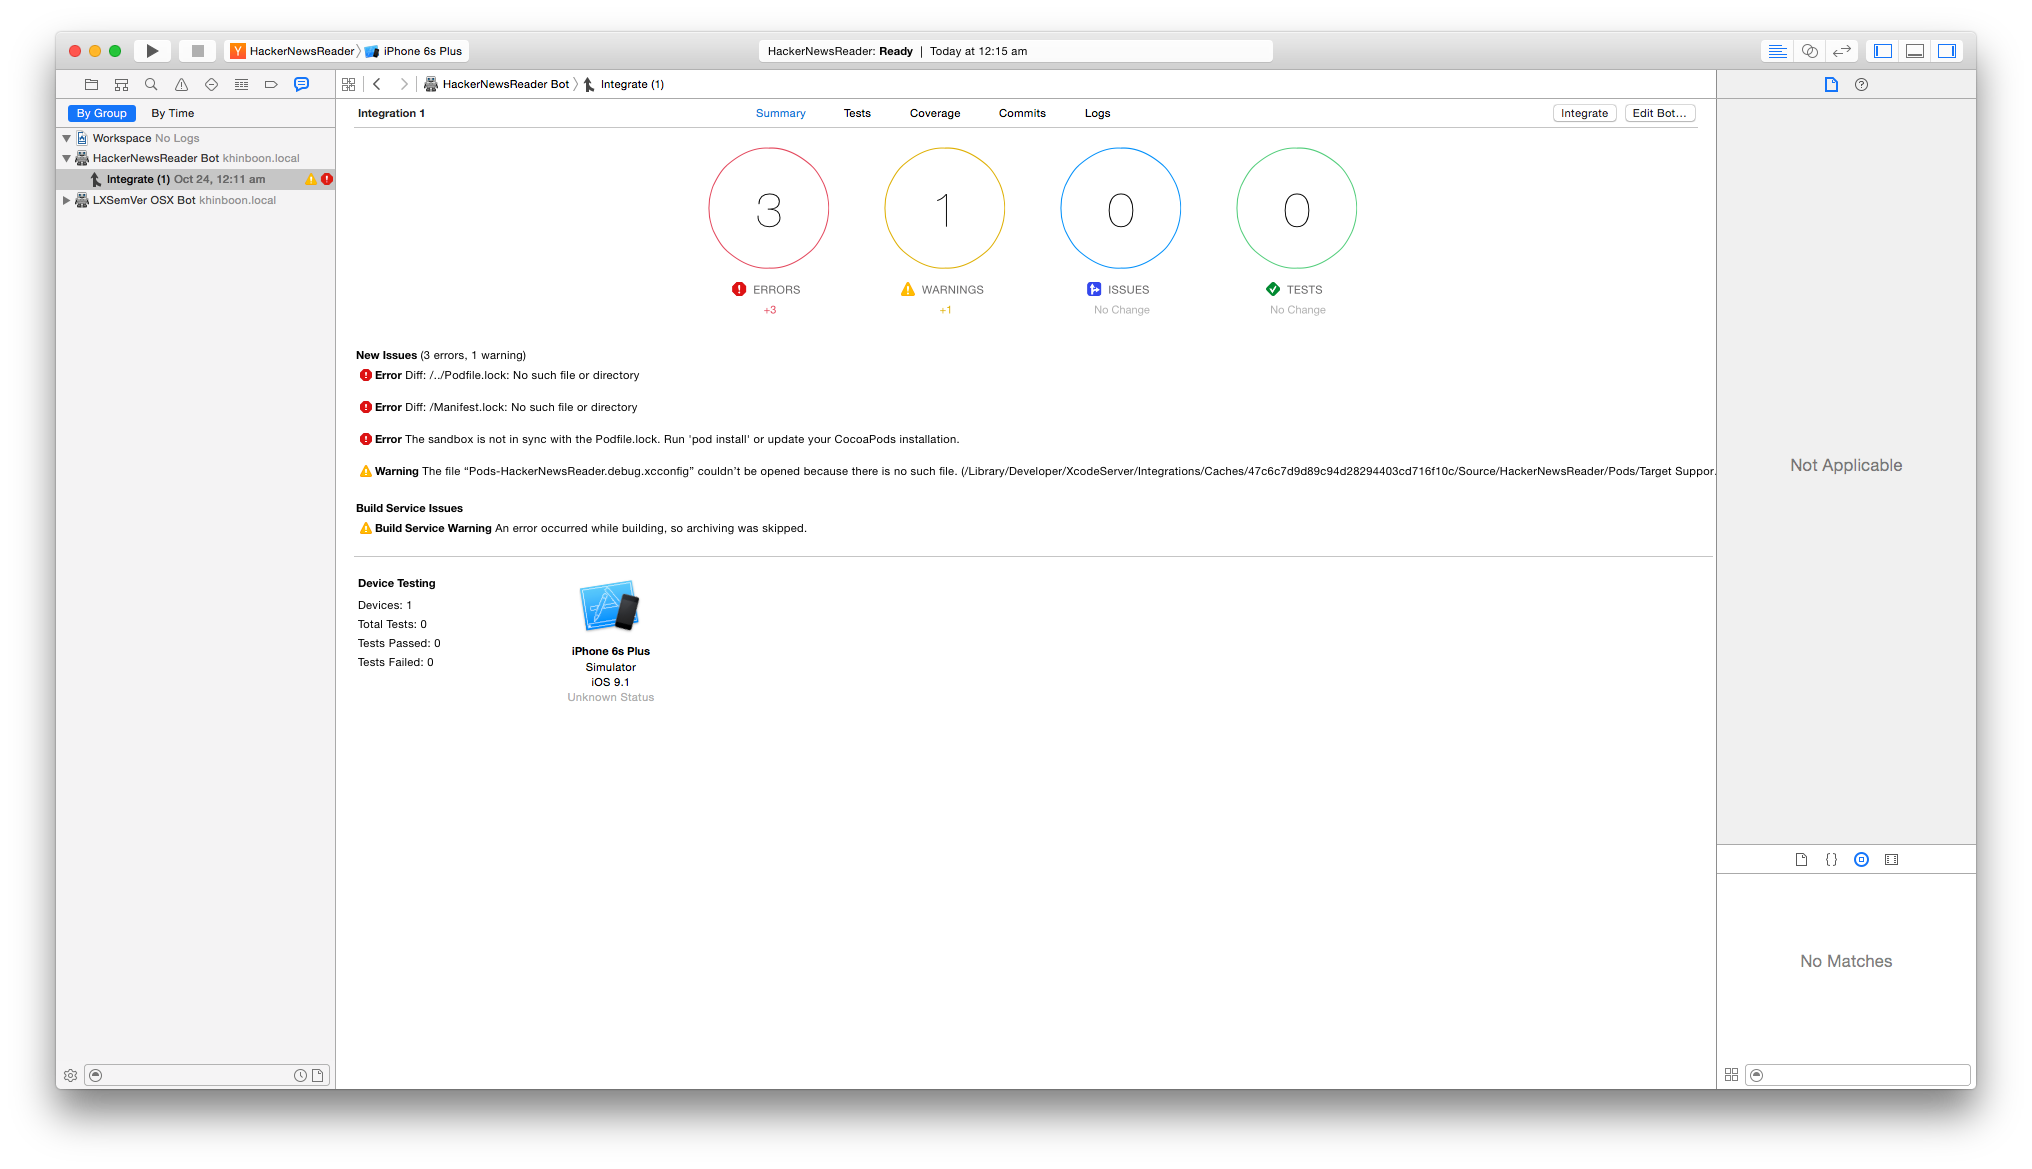 HackerNewsReader iPhone 6s Plus
HackerNewsReader: Ready | Today at 12:15 am
HackerNewsReader Bot Integrate (1)
By Group By Time
Workspace No Logs
HackerNewsReader Bot khinboon.local
Integrate (1) Oct 24, 12:11 am
LXSemVer OSX Bot khinboon.local
Integration 1 Summary Tests Coverage Commits Logs Integrate Edit Bot...
3 1 0 0
ERRORS WARNINGS ISSUES TESTS
+3 +1 No Change No Change
New Issues (3 errors, 1 warning)
Error Diff: /../Podfile.lock: No such file or directory
Error Diff: /Manifest.lock: No such file or directory
Error The sandbox is not in sync with the Podfile.lock. Run 'pod install' or update your CocoaPods installation.
Warning The file “Pods-HackerNewsReader.debug.xcconfig” couldn’t be opened because there is no such file. (/Library/Developer/XcodeServer/Integrations/Caches/47c6c7d9d89c94d28294403cd716f10c/Source/HackerNewsReader/Pods/Target Suppor.
Build Service Issues
Build Service Warning An error occurred while building, so archiving was skipped.
Device Testing
Devices: 1
Total Tests: 0
Tests Passed: 0
Tests Failed: 0
iPhone 6s Plus
Simulator
iOS 9.1
Unknown Status
Not Applicable
No Matches